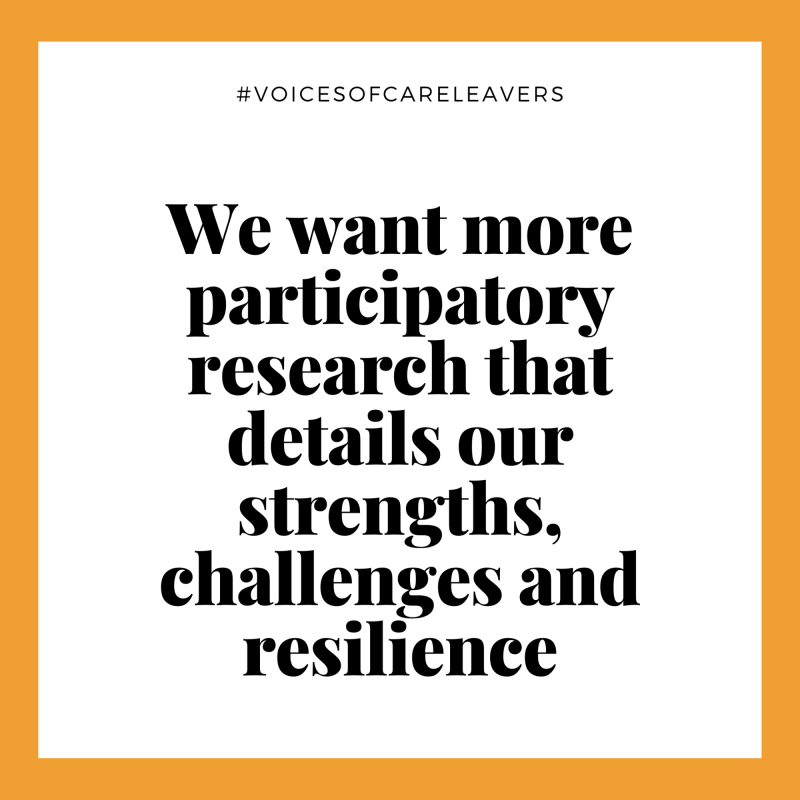 #VOICESOFCARELEAVERS
We want more
participatory
research that
details our
strengths,
challenges and
resilience